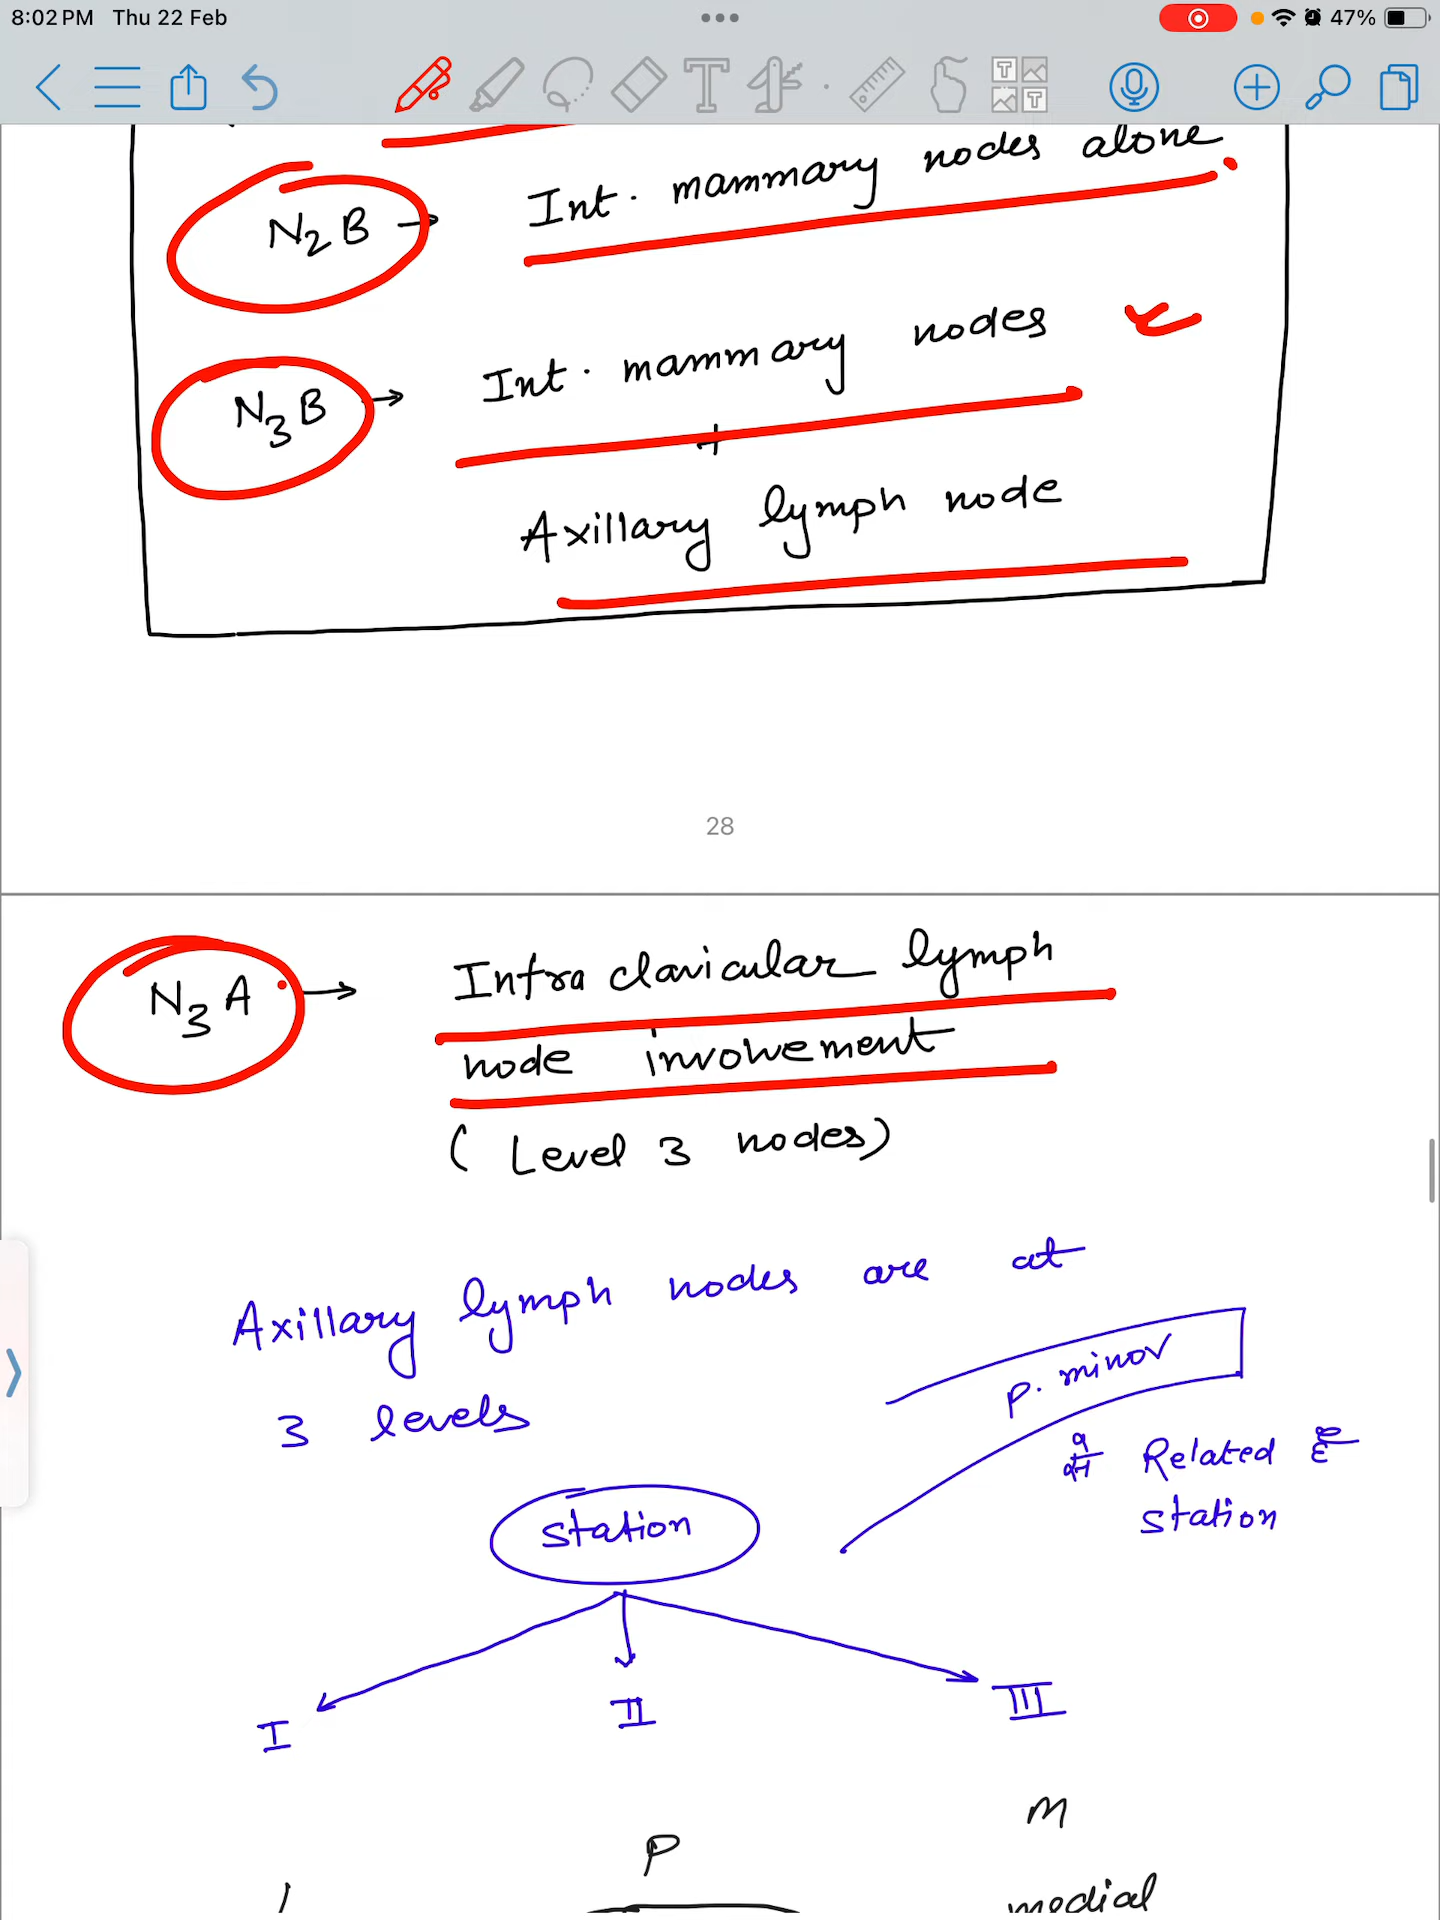 8:02 PM Thu 22 Feb
47%
N2B → Int. mammary nodes alone
N3B → Int. mammary nodes
+
Axillary lymph node
28
N3A → Infra clavicular lymph
node involvement
( Level 3 nodes)
Axillary lymph nodes are at
3 levels
P. minor
Related
station
station
I II III
P M
medial